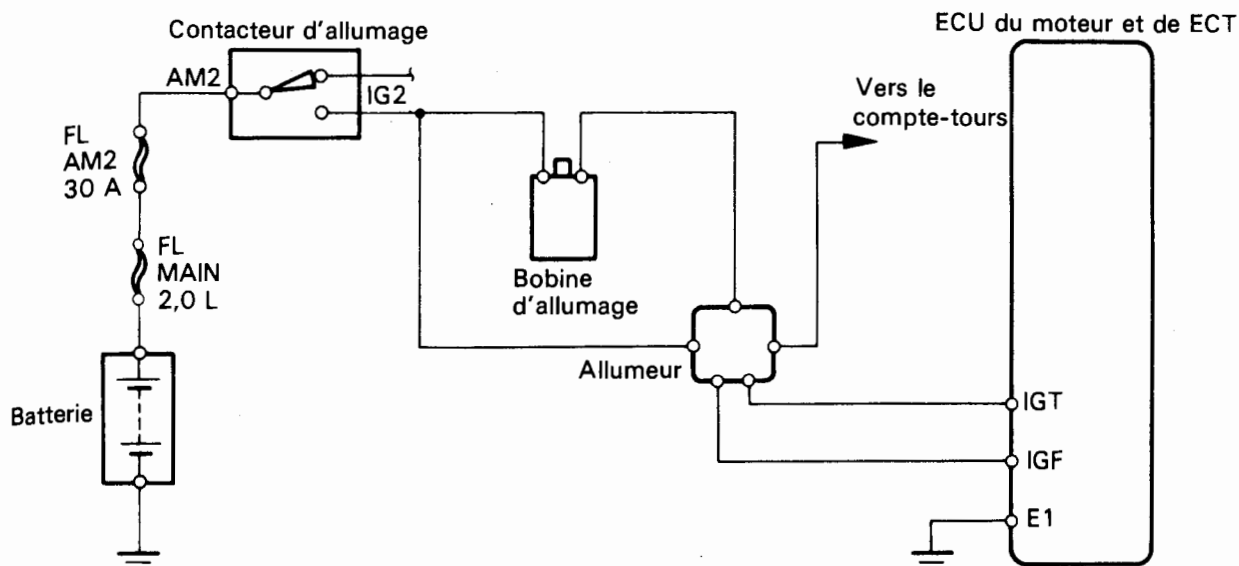 ECU du moteur et de ECT
Contacteur d'allumage
AM2
IG2
Vers le
compte-tours
FL
AM2
30 A
FL
MAIN
2,0 L
Bobine
d'allumage
Allumeur
Batterie
IGT
IGF
E1